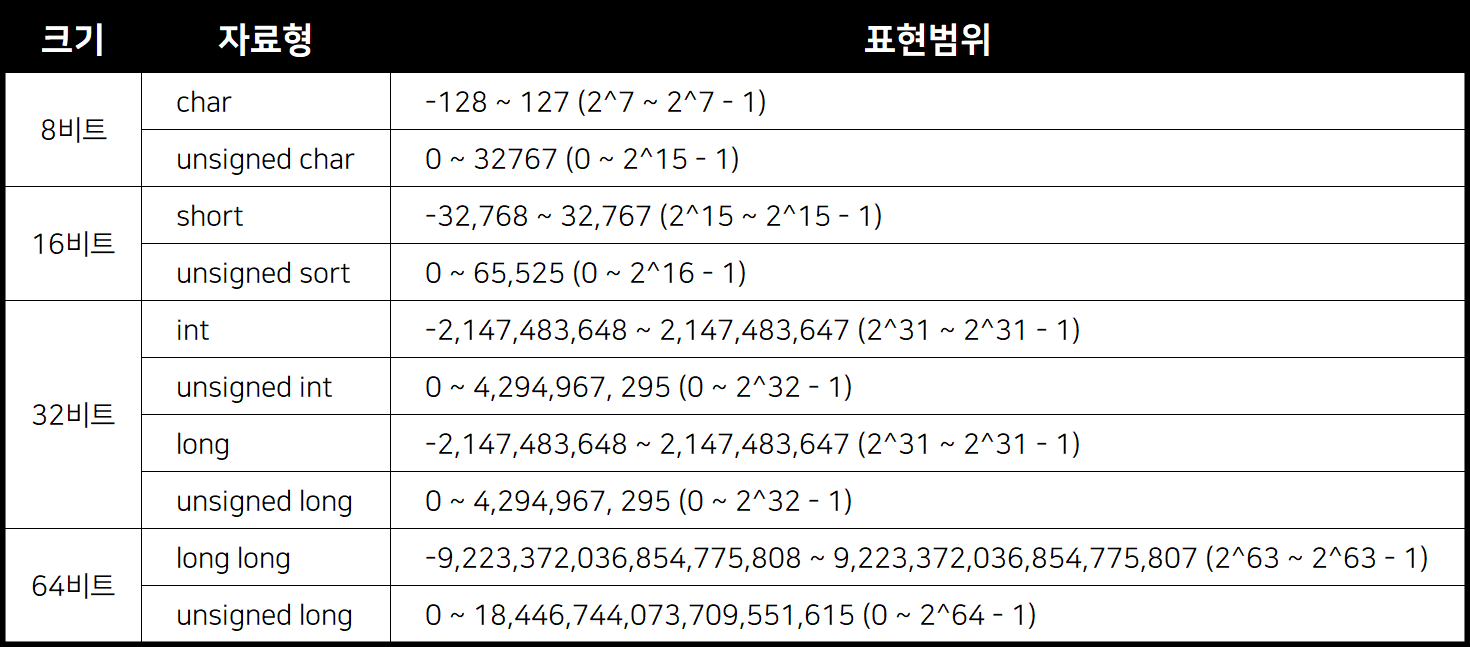 크기 자료형 표현범위
8비트
char -128 ~ 127 (2^7 ~ 2^7 - 1)
unsigned char 0 ~ 32767 (0 ~ 2^15 - 1)
16비트
short -32,768 ~ 32,767 (2^15 ~ 2^15 - 1)
unsigned sort 0 ~ 65,525 (0 ~ 2^16 - 1)
32비트
int -2,147,483,648 ~ 2,147,483,647 (2^31 ~ 2^31 - 1)
unsigned int 0 ~ 4,294,967, 295 (0 ~ 2^32 - 1)
long -2,147,483,648 ~ 2,147,483,647 (2^31 ~ 2^31 - 1)
unsigned long 0 ~ 4,294,967, 295 (0 ~ 2^32 - 1)
64비트
long long -9,223,372,036,854,775,808 ~ 9,223,372,036,854,775,807 (2^63 ~ 2^63 - 1)
unsigned long 0 ~ 18,446,744,073,709,551,615 (0 ~ 2^64 - 1)